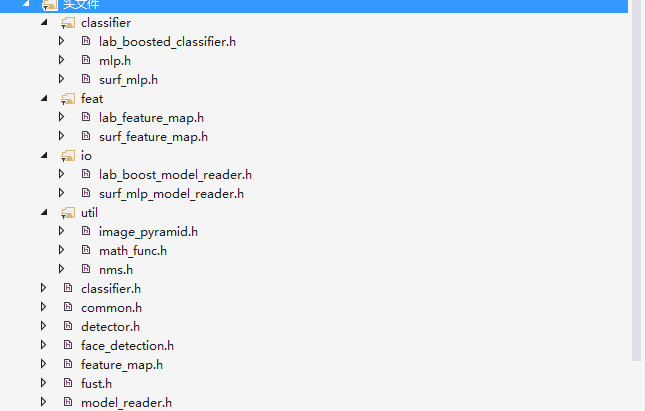 头文件
classifier
lab_boosted_classifier.h
mlp.h
surf_mlp.h
feat
lab_feature_map.h
surf_feature_map.h
io
lab_boost_model_reader.h
surf_mlp_model_reader.h
util
image_pyramid.h
math_func.h
nms.h
classifier.h
common.h
detector.h
face_detection.h
feature_map.h
fust.h
model_reader.h